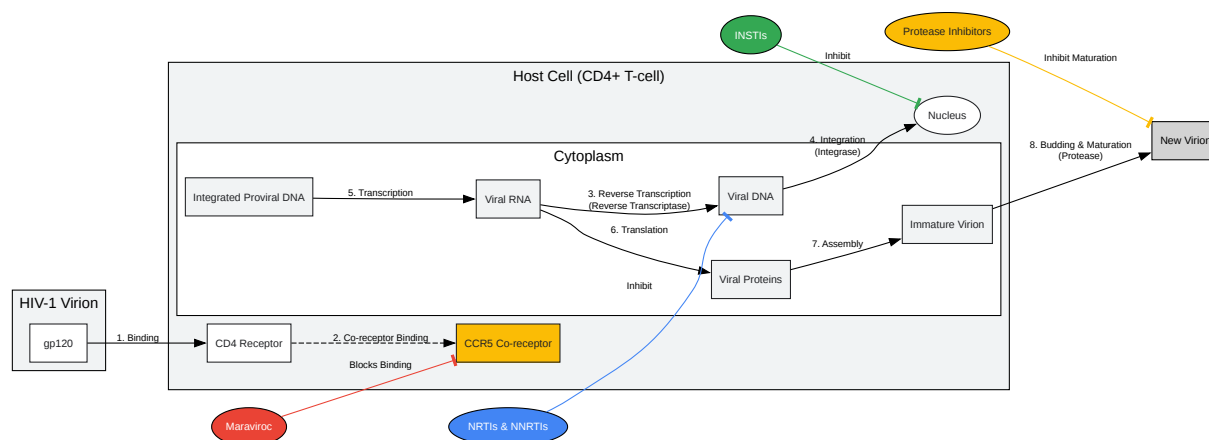 INSTIs
Protease Inhibitors
Inhibit
Inhibit Maturation
Host Cell (CD4+ T-cell)
Nucleus
4. Integration
(Integrase)
8. Budding & Maturation
(Protease)
New Virion
Cytoplasm
Integrated Proviral DNA
5. Transcription
Viral RNA
3. Reverse Transcription
(Reverse Transcriptase)
Viral DNA
6. Translation
Immature Virion
7. Assembly
Viral Proteins
Inhibit
HIV-1 Virion
gp120
1. Binding
CD4 Receptor
2. Co-receptor Binding
CCR5 Co-receptor
Blocks Binding
Maraviroc
NRTIs & NNRTIs